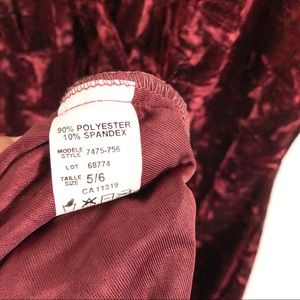 90% POLYESTER
10% SPANDEX
MODELE
STYLE 7475-756
LOT 68774
TAILLE
SIZE 5/6
CA 11319